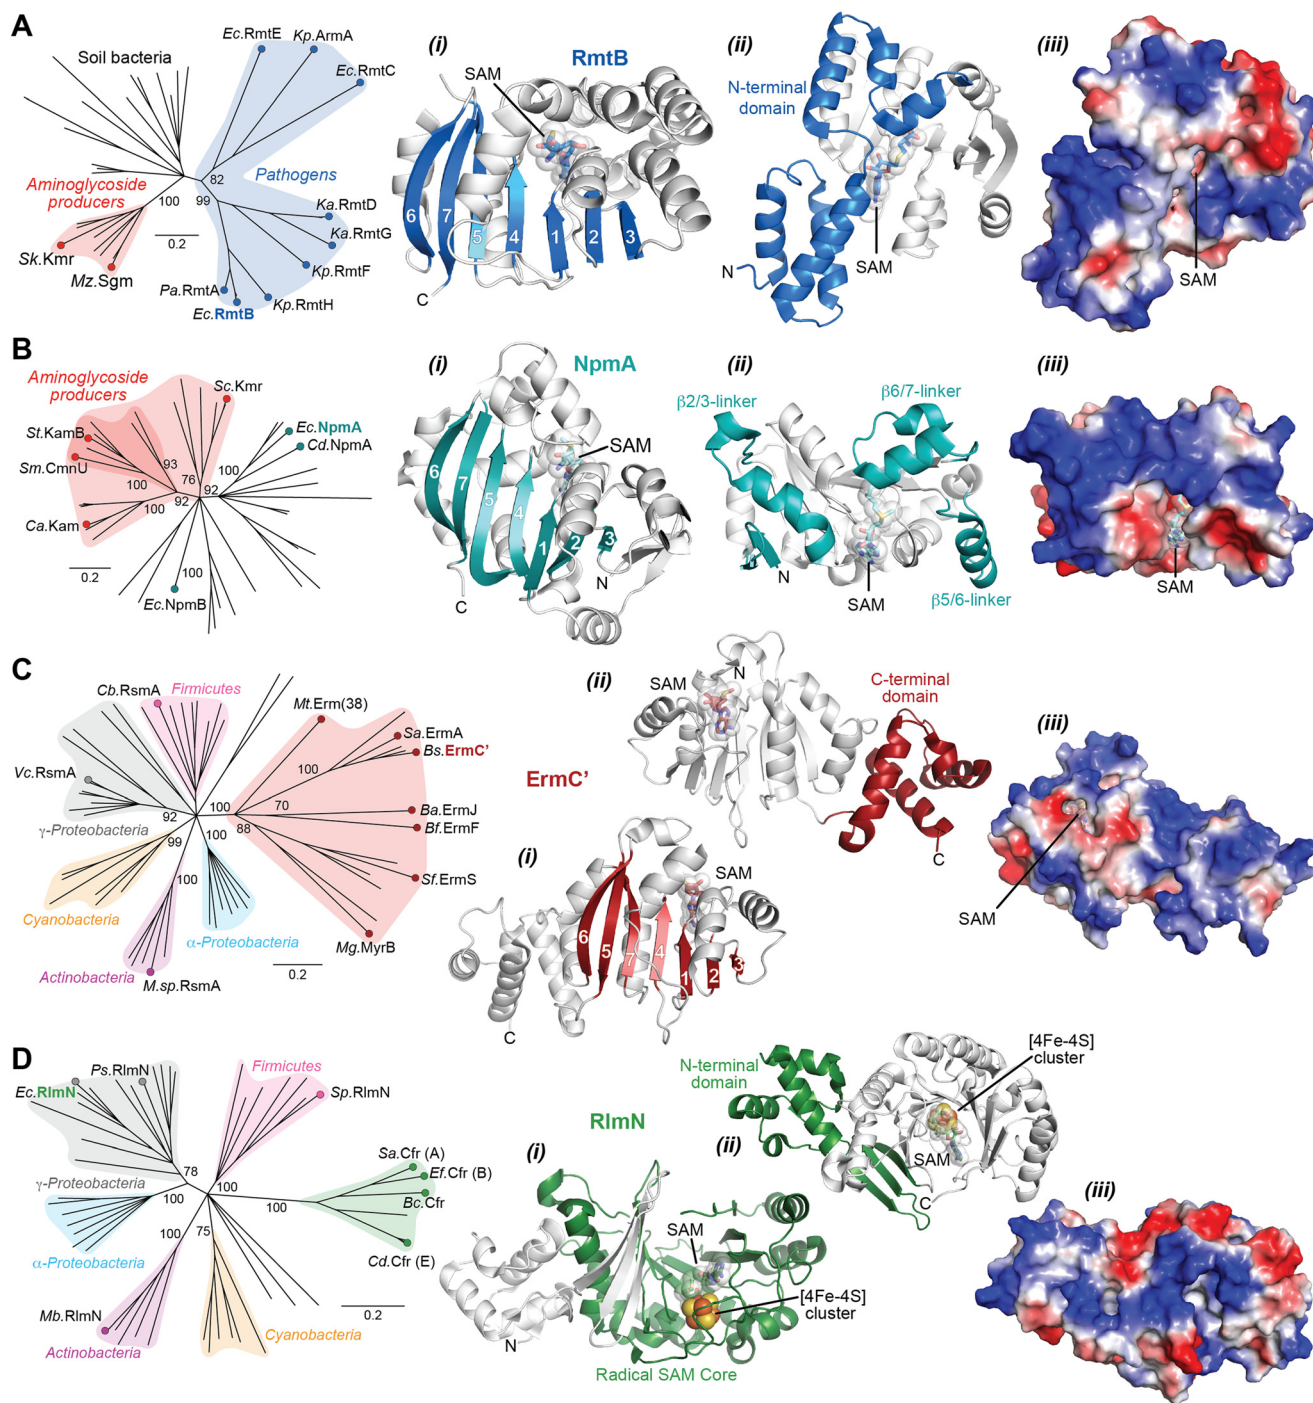 A
Soil bacteria
Ec.RmtE
Kp.ArmA
Ec.RmtC
Pathogens
Aminoglycoside
producers
82
99
100
0.2
Ka.RmtD
Ka.RmtG
Kp.RmtF
Sk.Kmr
Mz.Sgm
Pa.RmtA
Kp.RmtH
Ec.RmtB
(i)
SAM
RmtB
6
7
5
4
1
2
3
C
(ii)
N-terminal
domain
N
SAM
(iii)
SAM
B
Aminoglycoside
producers
Sc.Kmr
St.KamB
Sm.CmnU
Ec.NpmA
Cd.NpmA
93
100
76
100
92
92
100
Ca.Kam
0.2
100
Ec.NpmB
(i)
NpmA
SAM
6
7
5
4
1
2
3
N
C
(ii)
β2/3-linker
β6/7-linker
N
SAM
β5/6-linker
(iii)
SAM
C
Cb.RsmA
Firmicutes
Mt.Erm(38)
Sa.ErmA
Bs.ErmC’
Vc.RsmA
100
70
Ba.ErmJ
Bf.ErmF
γ-Proteobacteria
92
100
88
99
100
100
Sf.ErmS
Cyanobacteria
α-Proteobacteria
Mg.MyrB
Actinobacteria
0.2
M.sp.RsmA
(ii)
SAM
N
C-terminal
domain
C
ErmC’
(i)
SAM
6
5
7
4
1
2
3
C
(iii)
SAM
D
Ps.RlmN
Ec.RlmN
Firmicutes
Sp.RlmN
Sa.Cfr (A)
Ef.Cfr (B)
Bc.Cfr
Cd.Cfr (E)
γ-Proteobacteria
78
100
100
100
α-Proteobacteria
100
75
0.2
Mb.RlmN
Cyanobacteria
Actinobacteria
RlmN
(i)
SAM
[4Fe-4S]
cluster
N
Radical SAM Core
(ii)
N-terminal
domain
[4Fe-4S]
cluster
SAM
C
(iii)